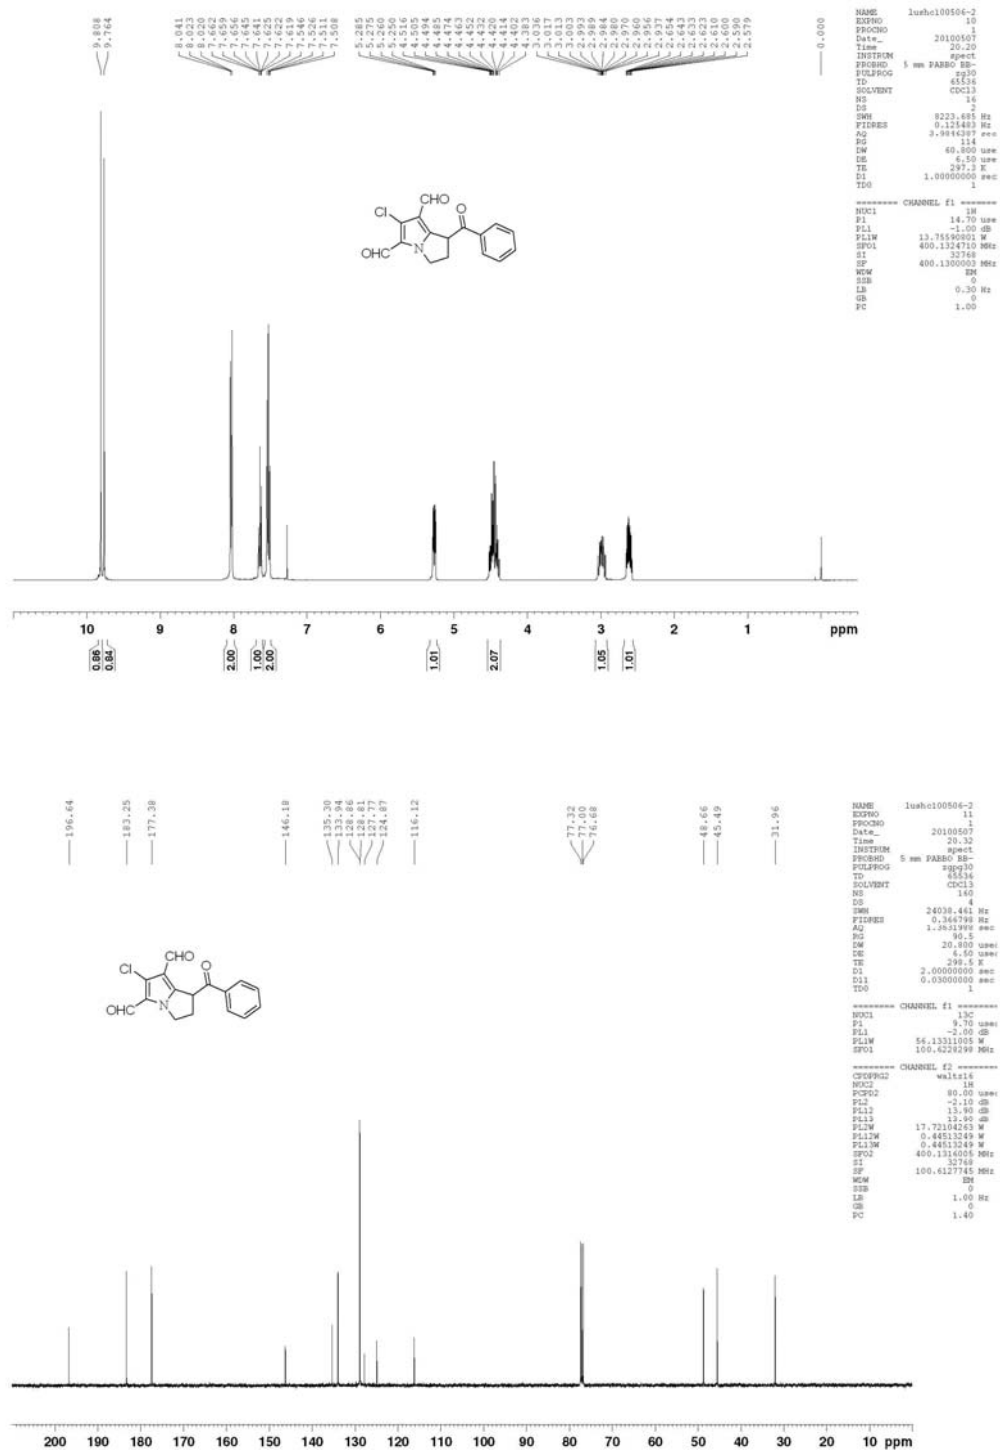 9.808
9.764
8.041
8.023
8.020
7.662
7.659
7.656
7.645
7.641
7.625
7.622
7.619
7.546
7.526
7.511
7.508
5.285
5.275
5.260
5.250
4.516
4.505
4.494
4.485
4.474
4.463
4.452
4.432
4.420
4.414
4.402
4.383
3.036
3.017
3.013
3.003
2.993
2.989
2.984
2.980
2.970
2.960
2.956
2.937
2.654
2.643
2.633
2.623
2.610
2.600
2.590
2.579
0.000
NAME lushc100506-2
EXPNO 10
PROCNO 1
Date_ 20100507
Time 20.20
INSTRUM spect
PROBHD 5 mm PABBO BB-
PULPROG zg30
TD 65536
SOLVENT CDCl3
NS 16
DS 2
SWH 8223.685 Hz
FIDRES 0.125483 Hz
AQ 3.9846387 sec
RG 114
DW 60.800 use
DE 6.50 use
TE 297.3 K
D1 1.00000000 sec
TD0 1
======== CHANNEL f1 ========
NUC1 1H
P1 14.70 use
PL1 -1.00 dB
PL1W 13.75590801 W
SFO1 400.1324710 MHz
SI 32768
SF 400.1300003 MHz
WDW EM
SSB 0
LB 0.30 Hz
GB 0
PC 1.00
CHO
Cl
O
OHC
N
10 9 8 7 6 5 4 3 2 1 ppm
0.86
0.84
2.00
1.00
2.00
1.01
2.07
1.05
1.01
196.64
183.25
177.38
146.18
135.30
133.94
128.86
128.81
127.77
124.87
116.12
77.32
77.00
76.68
48.66
45.49
31.96
NAME lushc100506-2
EXPNO 11
PROCNO 1
Date_ 20100507
Time 20.32
INSTRUM spect
PROBHD 5 mm PABBO BB-
PULPROG zgpg30
TD 65536
SOLVENT CDCl3
NS 160
DS 4
SWH 24038.461 Hz
FIDRES 0.366798 Hz
AQ 1.3631988 sec
RG 90.5
DW 20.800 usec
DE 6.50 usec
TE 298.5 K
D1 2.00000000 sec
D11 0.03000000 sec
TD0 1
======== CHANNEL f1 ========
NUC1 13C
P1 9.70 usec
PL1 -2.00 dB
PL1W 56.13311005 W
SFO1 100.6228298 MHz
======== CHANNEL f2 ========
CPDPRG2 waltz16
NUC2 1H
PCPD2 80.00 usec
PL2 -2.10 dB
PL12 13.90 dB
PL13 13.90 dB
PL2W 17.72104263 W
PL12W 0.44513249 W
PL13W 0.44513249 W
SFO2 400.1316005 MHz
SI 32768
SF 100.6127745 MHz
WDW EM
SSB 0
LB 1.00 Hz
GB 0
PC 1.40
CHO
Cl
O
OHC
N
200 190 180 170 160 150 140 130 120 110 100 90 80 70 60 50 40 30 20 10 ppm